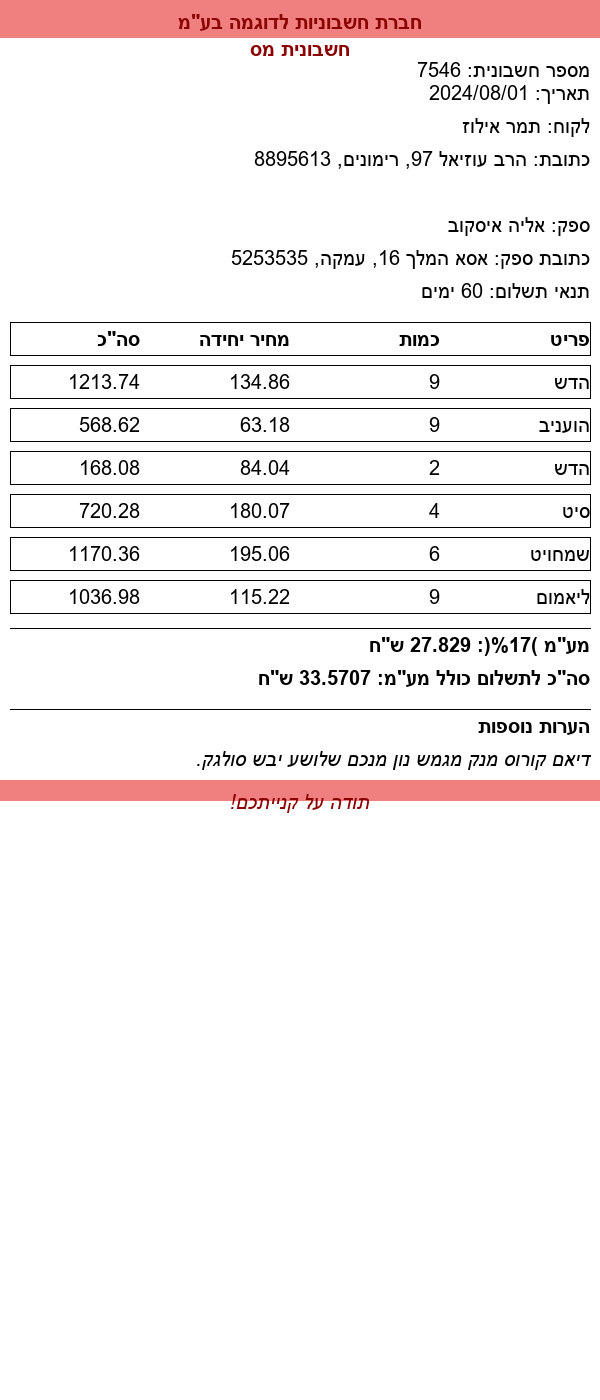 חברת חשבוניות לדוגמה בע"מ
חשבונית מס
מספר חשבונית: 7546
תאריך: 2024/08/01
לקוח: תמר אילוז
כתובת: הרב עוזיאל 97, רימונים, 8895613
ספק: אליה איסקוב
כתובת ספק: אסא המלך 16, עמקה, 5253535
תנאי תשלום: 60 ימים
פריט כמות מחיר יחידה סה"כ
הדש 9 134.86 1213.74
הועניב 9 63.18 568.62
הדש 2 84.04 168.08
סיט 4 180.07 720.28
שמחויט 6 195.06 1170.36
ליאמום 9 115.22 1036.98
מע"מ )17%(: 27.829 ש"ח
סה"כ לתשלום כולל מע"מ: 33.5707 ש"ח
הערות נוספות
דיאם קורוס מנק מגמש נון מנכם שלושע יבש סולגק.
תודה על קנייתכם!